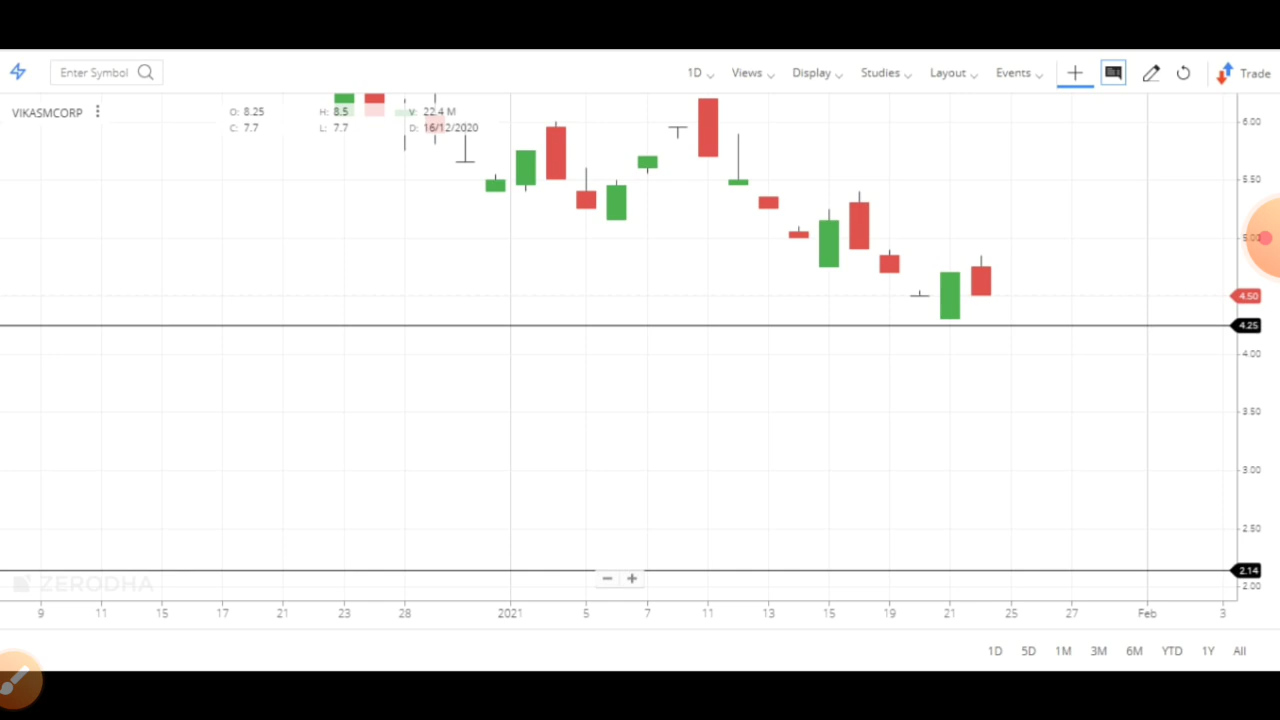 Enter Symbol 1D Views Display Studies Layout Events Trade
VIKASMCORP O: 8.25 H: 8.5 V: 22.4 M
C: 7.7 L: 7.7 D: 16/12/2020
6.00
5.50
5.00
4.50
4.25
4.00
3.50
3.00
2.50
2.14
2.00
ZERODHA
9 11 15 17 21 23 28 2021 5 7 11 13 15 19 21 25 27 Feb 3
1D 5D 1M 3M 6M YTD 1Y All